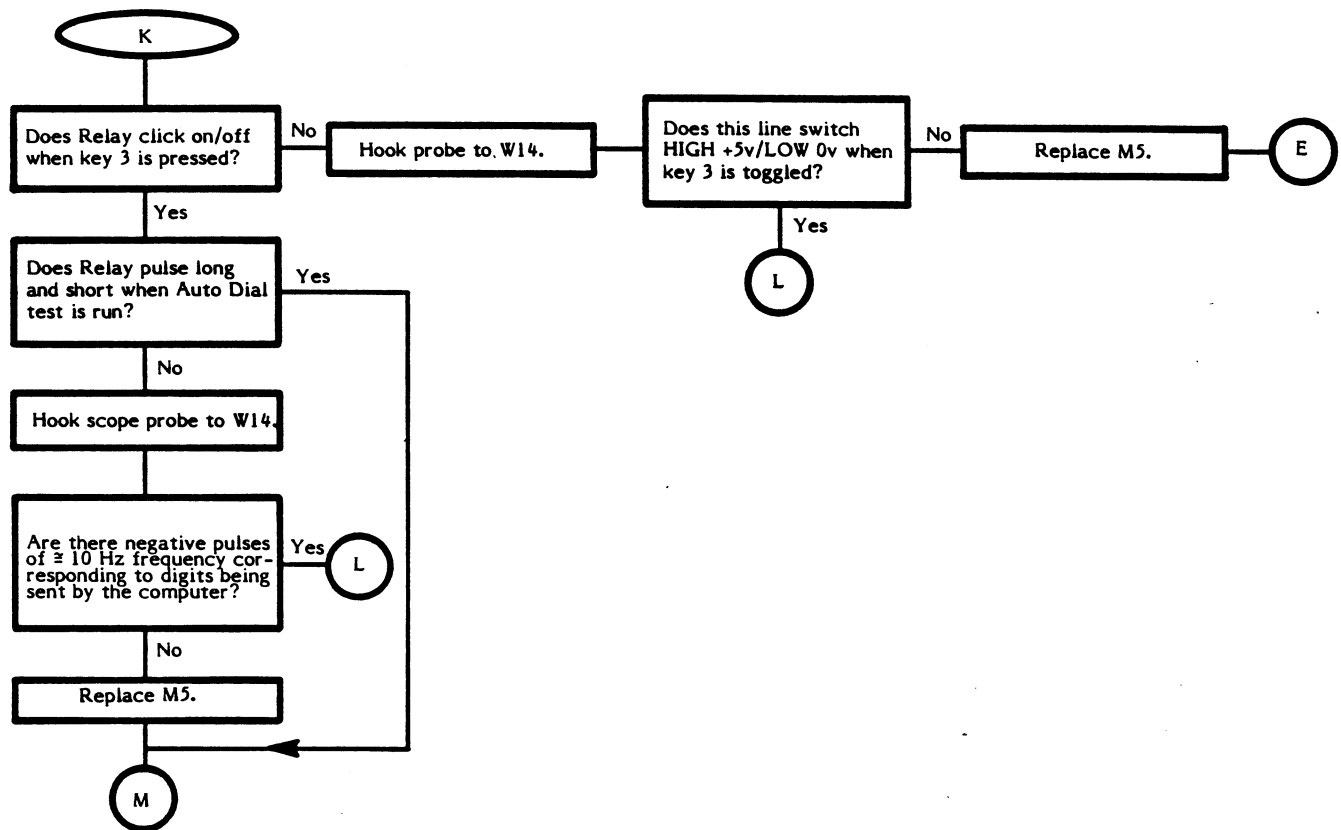 K
Does Relay click on/off
when key 3 is pressed?
No
Hook probe to W14.
Does this line switch
HIGH +5v/LOW 0v when
key 3 is toggled?
No
Replace M5.
E
Yes
Yes
L
Does Relay pulse long
and short when Auto Dial
test is run?
Yes
No
Hook scope probe to W14.
Are there negative pulses
of ≅ 10 Hz frequency cor-
responding to digits being
sent by the computer?
Yes
L
No
Replace M5.
M